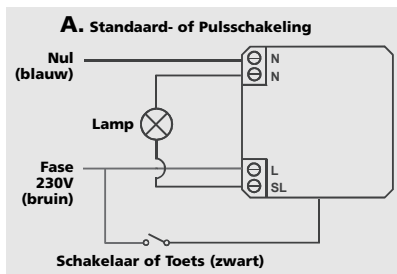 A. Standaard- of Pulsschakeling
Nul
(blauw)
N
N
Lamp
Fase
230V
(bruin)
L
SL
Schakelaar of Toets (zwart)